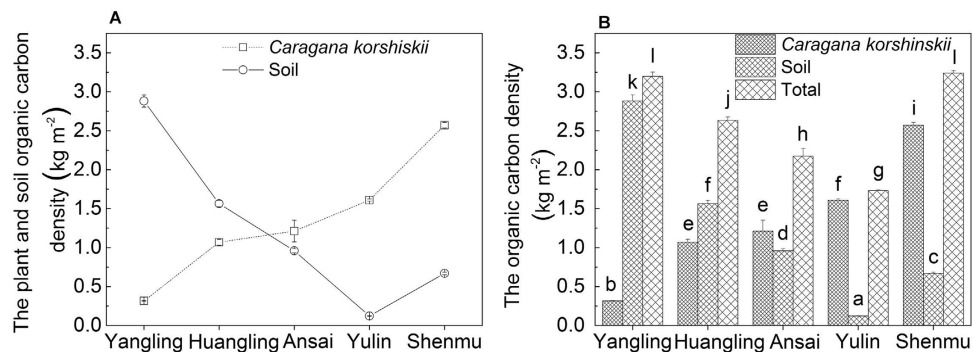 A
The plant and soil organic carbon
density (kg m-2)
3.5
3.0
2.5
2.0
1.5
1.0
0.5
0.0
Caragana korshiskii
Soil
Yangling Huangling Ansai Yulin Shenmu
B
The organic carbon density
(kg m-2)
3.5
3.0
2.5
2.0
1.5
1.0
0.5
0.0
Caragana korshinskii
Soil
Total
b k l
e f j
e d h
f a g
i c l
Yangling Huangling Ansai Yulin Shenmu